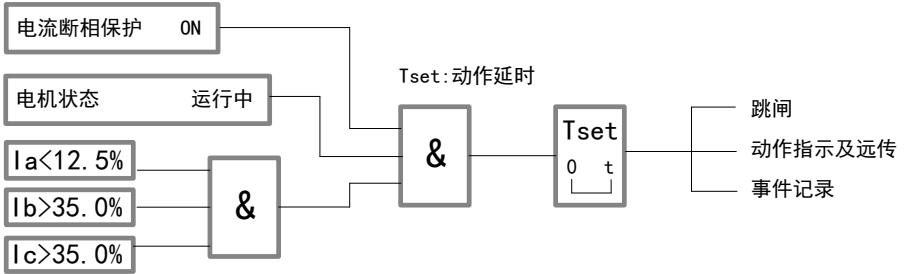 电流断相保护 ON
Tset:动作延时
电机状态 运行中
跳闸
Tset
动作指示及远传
Ia<12.5%
&
0 t
Ib>35.0%
&
事件记录
Ic>35.0%